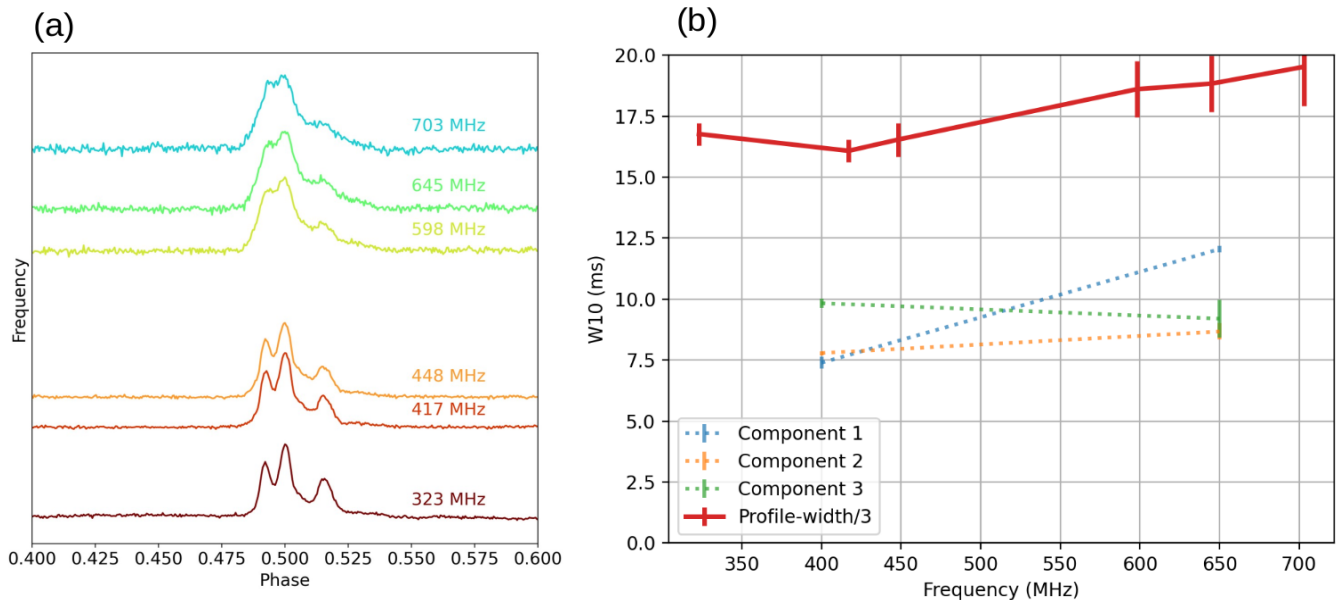 (a)
703 MHz
645 MHz
598 MHz
448 MHz
417 MHz
323 MHz
Frequency
0.400 0.425 0.450 0.475 0.500 0.525 0.550 0.575 0.600
Phase
(b)
20.0
17.5
15.0
12.5
10.0
7.5
5.0
2.5
0.0
W10 (ms)
Component 1
Component 2
Component 3
Profile-width/3
350 400 450 500 550 600 650 700
Frequency (MHz)